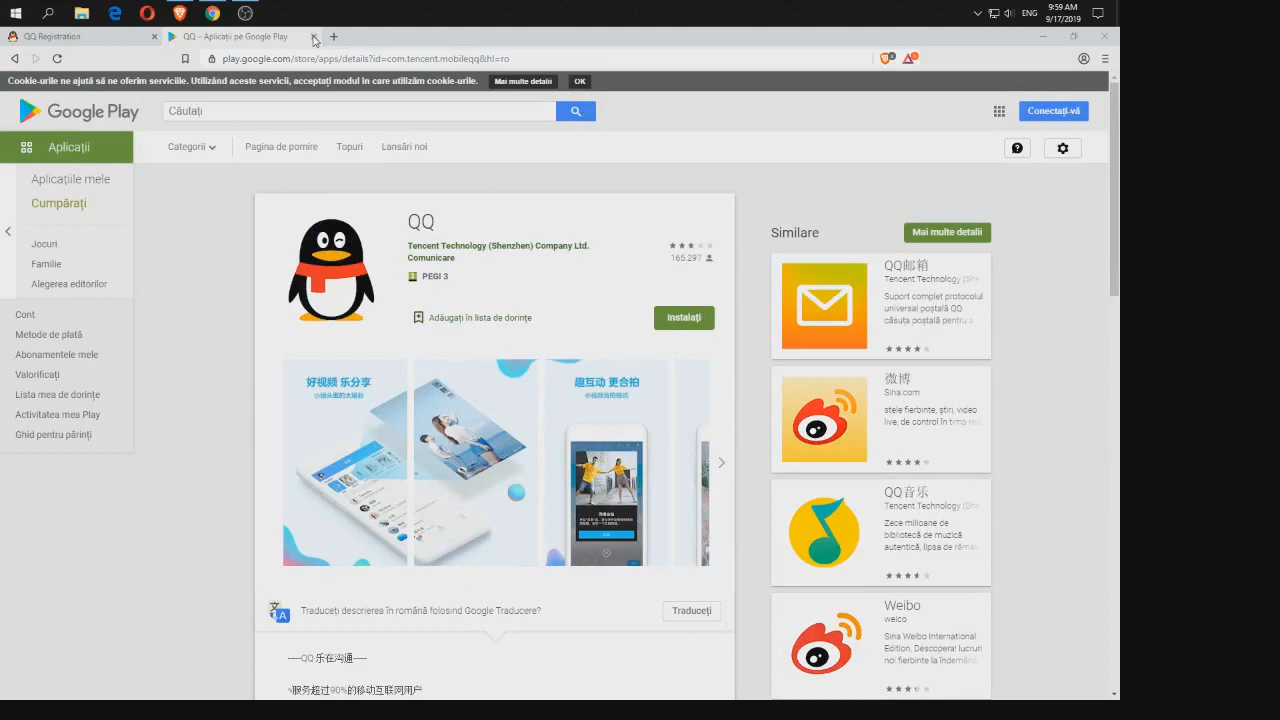 9:59 AM
ENG
9/17/2019
QQ Registration
QQ – Aplicații pe Google Play
play.google.com/store/apps/details?id=com.tencent.mobileqq&hl=ro
Cookie-urile ne ajută să ne oferim serviciile. Utilizând aceste servicii, acceptați modul în care utilizăm cookie-urile.
Mai multe detalii
OK
Google Play
Căutați
Conectați-vă
Aplicații
Categorii
Pagina de pornire
Topuri
Lansări noi
Aplicațiile mele
Cumpărați
Jocuri
Familie
Alegerea editorilor
Cont
Metode de plată
Abonamentele mele
Valorificați
Lista mea de dorințe
Activitatea mea Play
Ghid pentru părinți
QQ
Tencent Technology (Shenzhen) Company Ltd.
Comunicare
165.297
PEGI 3
Adăugați în lista de dorințe
Instalați
好视频 乐分享
趣互动 更合拍
Traduceți descrierea în română folosind Google Traducere?
Traduceți
-----QQ 乐在沟通-----
√服务超过90%的移动互联网用户
Similare
Mai multe detalii
QQ邮箱
Tencent Technology (She
Suport complet protocolul
universal poștală QQ
căsuța poștală pentru a
微博
Sina.com
știrile fierbinte, știri, video
live, de control în timp re
QQ音乐
Tencent Technology (She
Zece milioane de
bibliotecă de muzică
autentică, lipsa de
Weibo
weico
Sina Weibo International
Edition, Descopera! lucruri
noi fierbinte la îndemână